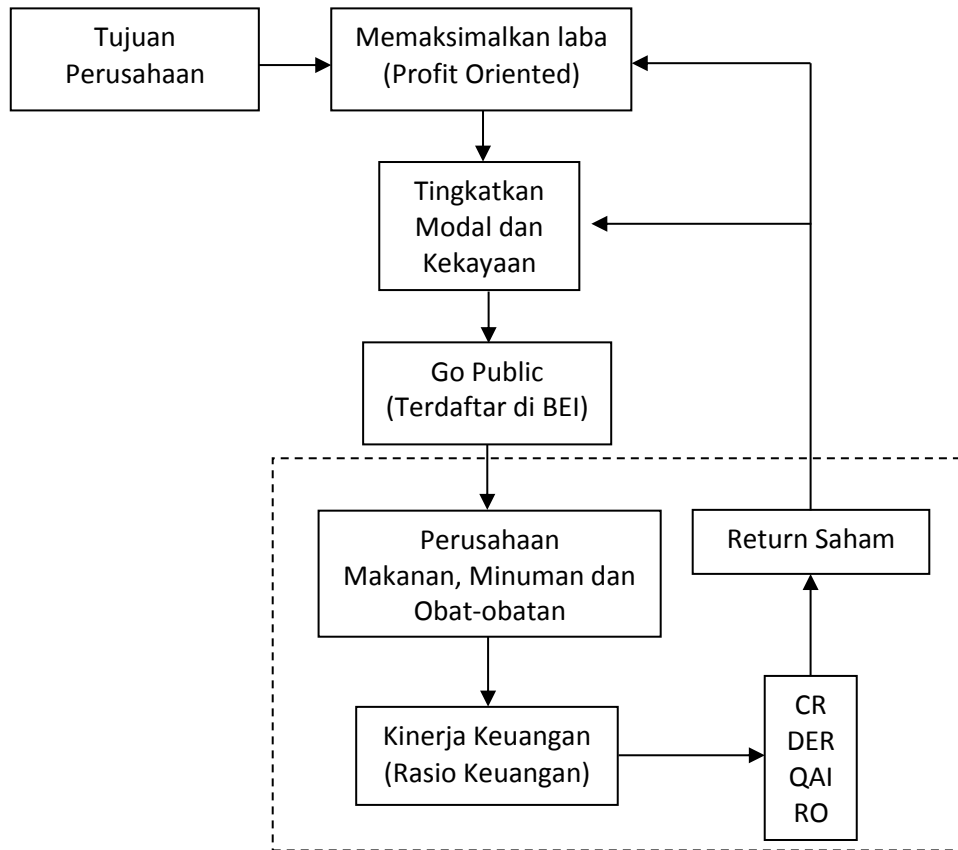 Tujuan
Perusahaan
Memaksimalkan laba
(Profit Oriented)
Tingkatkan
Modal dan
Kekayaan
Go Public
(Terdaftar di BEI)
Perusahaan
Makanan, Minuman dan
Obat-obatan
Return Saham
Kinerja Keuangan
(Rasio Keuangan)
CR
DER
QAI
RO